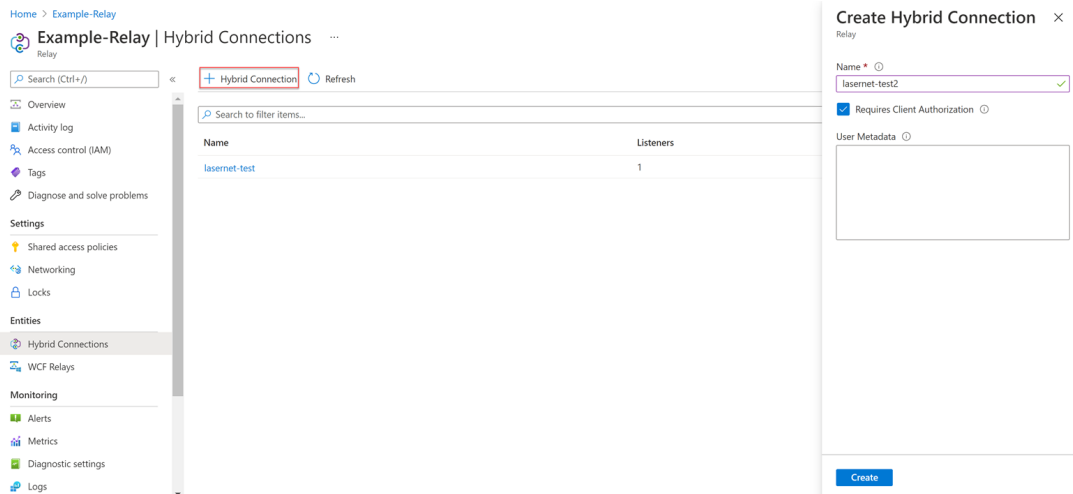 Home > Example-Relay
Example-Relay | Hybrid Connections ...
Relay
Search (Ctrl+/)
«
Overview
Activity log
Access control (IAM)
Tags
Diagnose and solve problems
Settings
Shared access policies
Networking
Locks
Entities
Hybrid Connections
WCF Relays
Monitoring
Alerts
Metrics
Diagnostic settings
Logs
+ Hybrid Connection Refresh
Search to filter items...
Name Listeners
lasernet-test 1
Create Hybrid Connection
Relay
Name *
lasernet-test2
Requires Client Authorization
User Metadata
Create